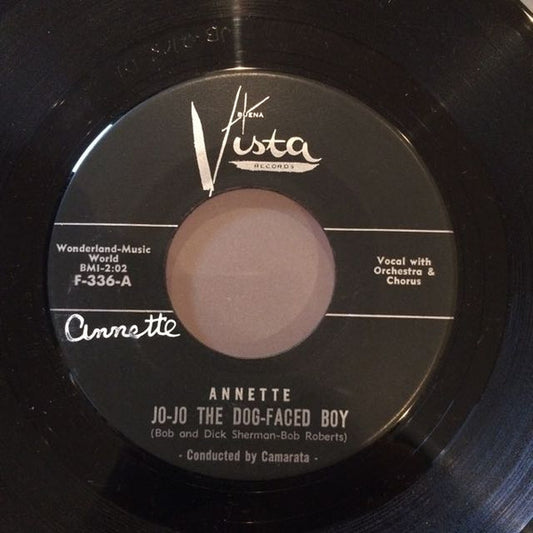 BUENA
Vista
RECORDS
Wonderland-Music
World
BMI-2:02
F-336-A
Vocal with
Orchestra &
Chorus
annette
ANNETTE
JO-JO THE DOG-FACED BOY
(Bob and Dick Sherman-Bob Roberts)
- Conducted by Camarata -